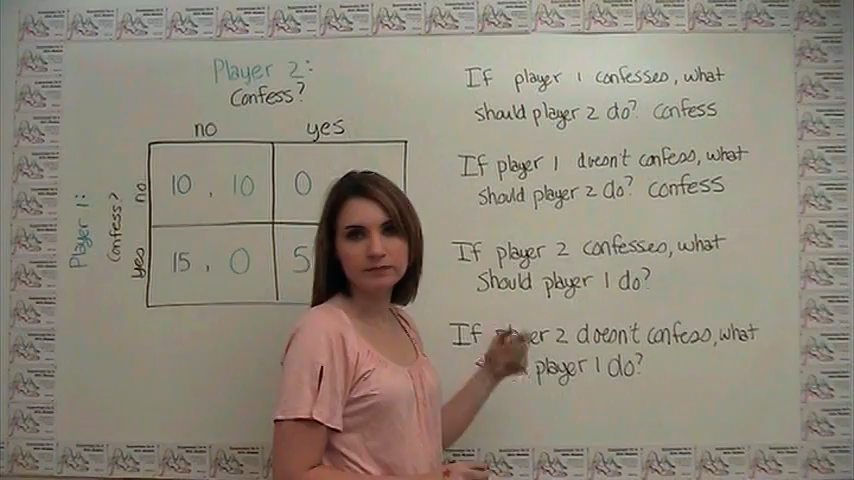 Player 2:
Confess?
no yes
Player 1:
Confess?
no
10, 10 0
yes
15, 0 5
If player 1 confesses, what
should player 2 do? confess
If player 1 doesn't confess, what
should player 2 do? confess
If player 2 confesses, what
should player 1 do?
If player 2 doesn't confess, what
player 1 do?